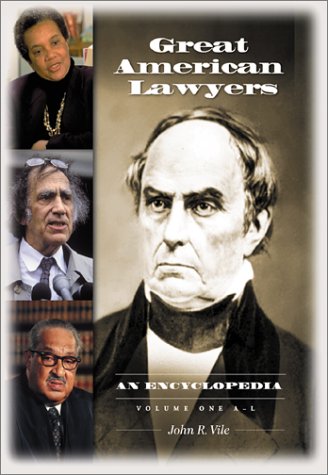 Great
American
Lawyers
AN ENCYCLOPEDIA
VOLUME ONE A–L
John R. Vile